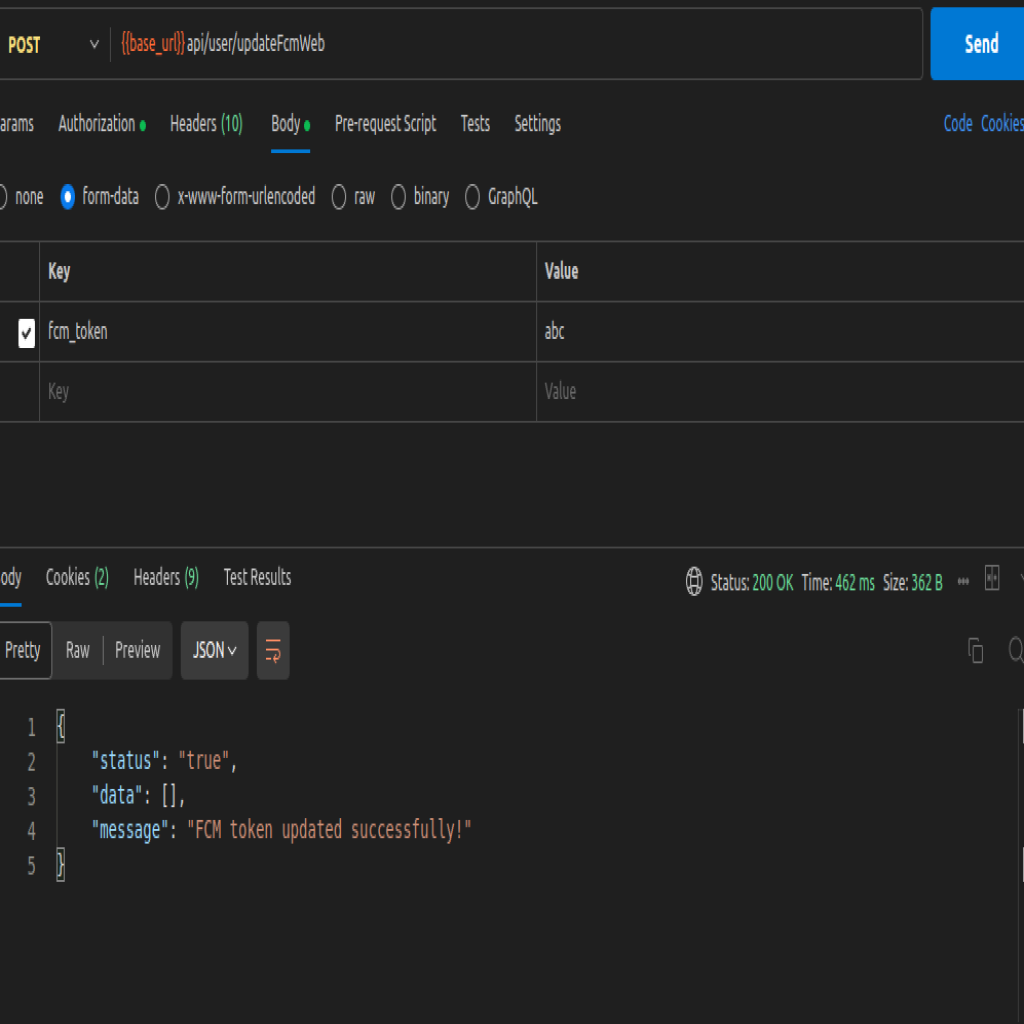 POST {{base_url}}api/user/updateFcmWeb Send
arams Authorization Headers (10) Body Pre-request Script Tests Settings Code Cookies
none form-data x-www-form-urlencoded raw binary GraphQL
Key Value
fcm_token abc
Key Value
ody Cookies (2) Headers (9) Test Results Status: 200 OK Time: 462 ms Size: 362 B
Pretty Raw Preview JSON
1 {
2 "status": "true",
3 "data": [],
4 "message": "FCM token updated successfully!"
5 }